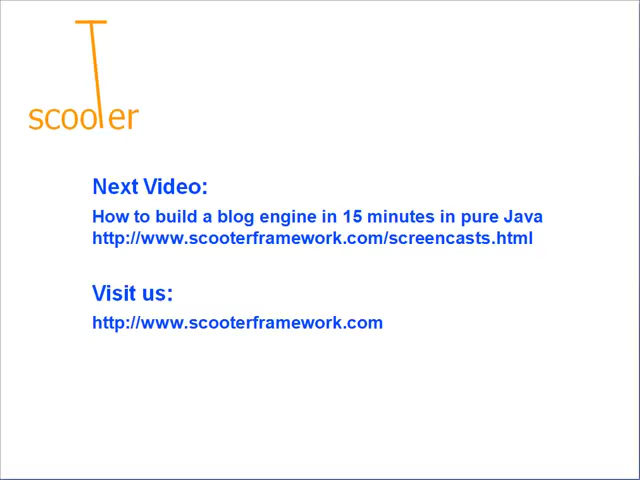 scooter
Next Video:
How to build a blog engine in 15 minutes in pure Java
http://www.scooterframework.com/screencasts.html
Visit us:
http://www.scooterframework.com